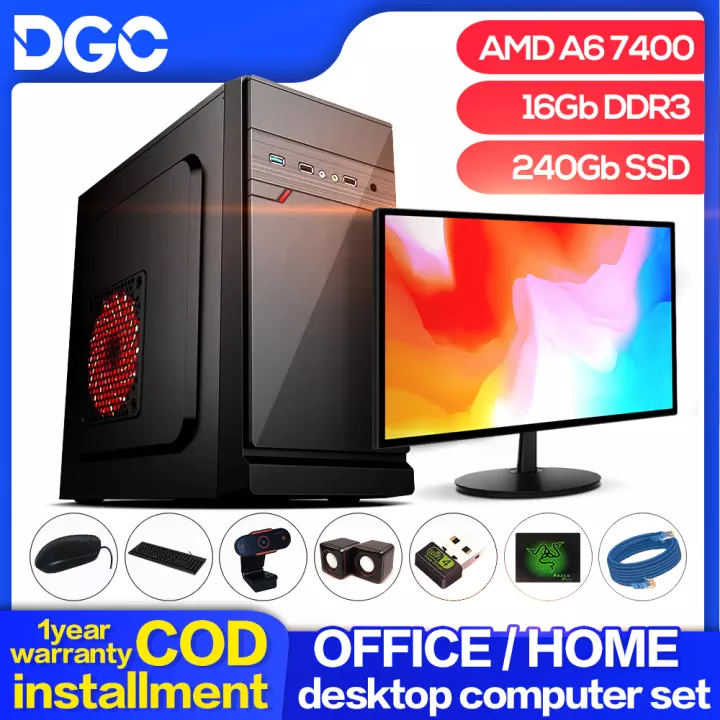 DGC
AMD A6 7400
16Gb DDR3
240Gb SSD
1year
warranty
COD
installment
OFFICE / HOME
desktop computer set